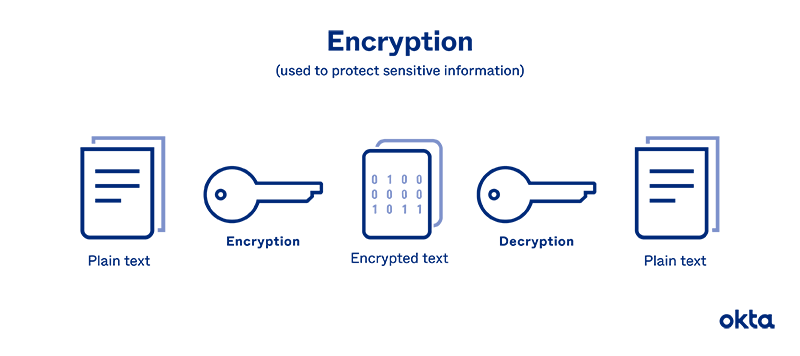 Encryption
(used to protect sensitive information)
0 1 0 0
0 0 0 0
1 0 1 1
Encryption
Decryption
Plain text
Encrypted text
Plain text
okta